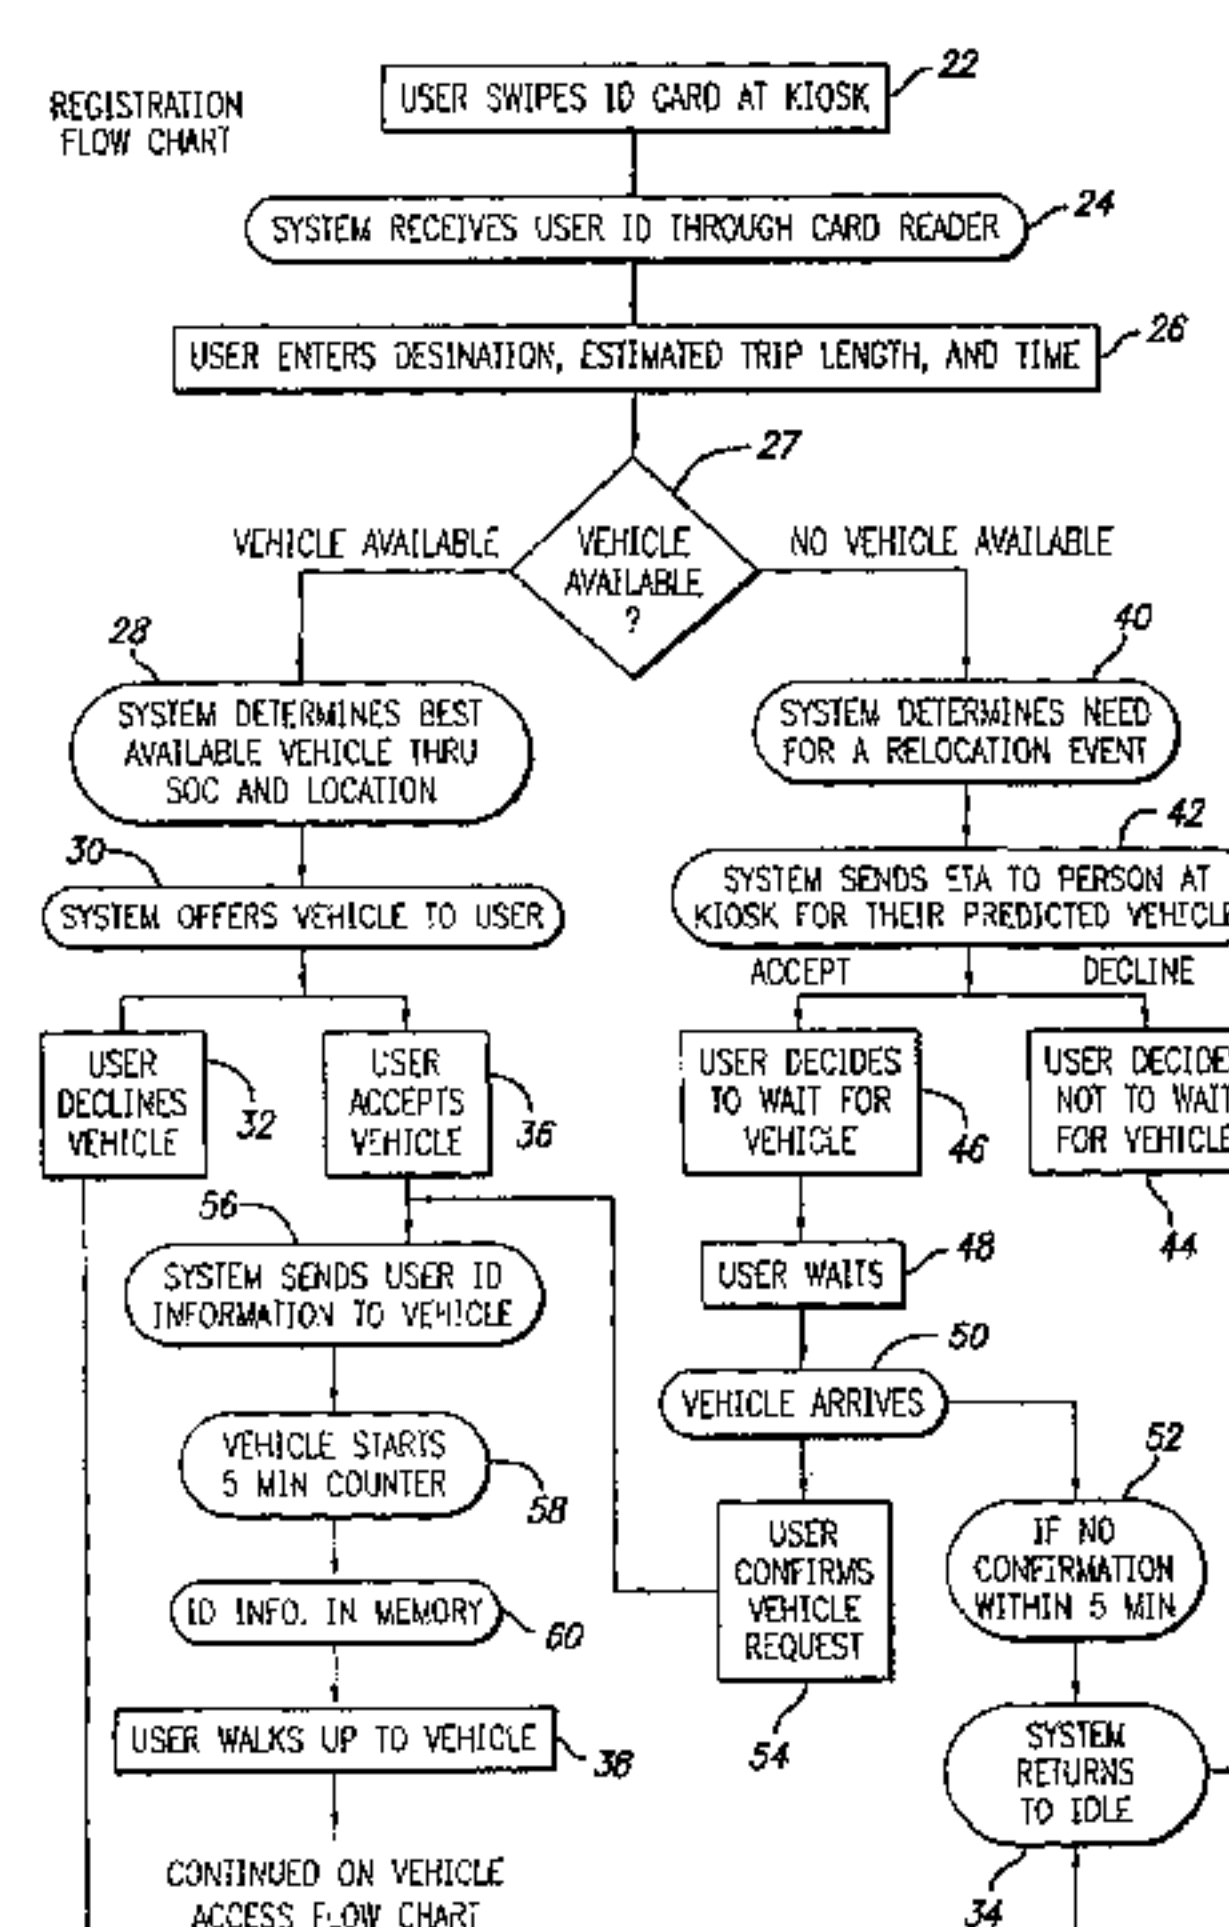 REGISTRATION
FLOW CHART
22
USER SWIPES ID CARD AT KIOSK
24
SYSTEM RECEIVES USER ID THROUGH CARD READER
26
USER ENTERS DESINATION, ESTIMATED TRIP LENGTH, AND TIME
27
VEHICLE AVAILABLE
VEHICLE
AVAILABLE
?
NO VEHICLE AVAILABLE
28
SYSTEM DETERMINES BEST
AVAILABLE VEHICLE THRU
SOC AND LOCATION
40
SYSTEM DETERMINES NEED
FOR A RELOCATION EVENT
30
SYSTEM OFFERS VEHICLE TO USER
42
SYSTEM SENDS ETA TO PERSON AT
KIOSK FOR THEIR PREDICTED VEHICLE
ACCEPT
DECLINE
USER
DECLINES
VEHICLE
32
USER
ACCEPTS
VEHICLE
36
USER DECIDES
TO WAIT FOR
VEHICLE
46
USER DECIDE
NOT TO WAIT
FOR VEHICLE
44
56
SYSTEM SENDS USER ID
INFORMATION TO VEHICLE
48
USER WAITS
50
VEHICLE ARRIVES
VEHICLE STARTS
5 MIN COUNTER
58
52
IF NO
CONFIRMATION
WITHIN 5 MIN
USER
CONFIRMS
VEHICLE
REQUEST
54
ID INFO. IN MEMORY
60
USER WALKS UP TO VEHICLE
38
SYSTEM
RETURNS
TO IDLE
34
CONTINUED ON VEHICLE
ACCESS FLOW CHART